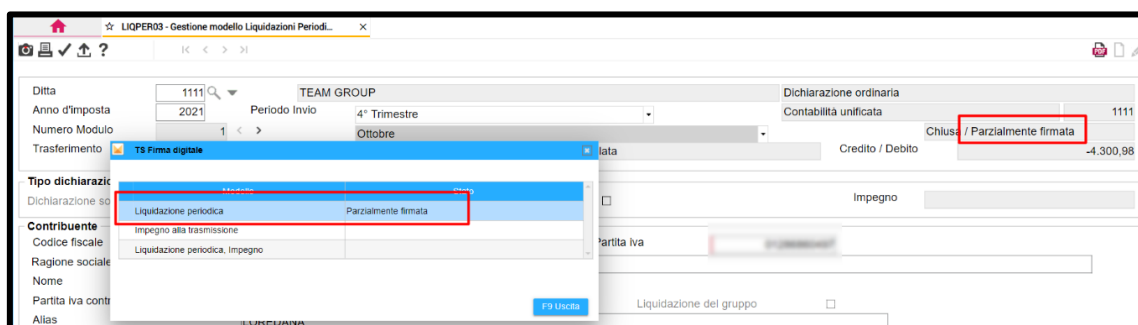 LIQPER03 - Gestione modello Liquidazioni Periodi...
Ditta 1111 TEAM GROUP Dichiarazione ordinaria
Anno d'imposta 2021 Periodo Invio 4° Trimestre Contabilità unificata 1111
Numero Modulo 1 Ottobre Chiusa / Parzialmente firmata
Trasferimento lata Credito / Debito -4.300,98
TS Firma digitale
Modello Stato
Liquidazione periodica Parzialmente firmata
Impegno alla trasmissione
Liquidazione periodica, Impegno
F9 Uscita
Tipo dichiarazio
Dichiarazione so Impegno
Contribuente
Codice fiscale Partita iva
Ragione sociale
Nome
Partita iva contr Liquidazione del gruppo
Alias LOREDANA